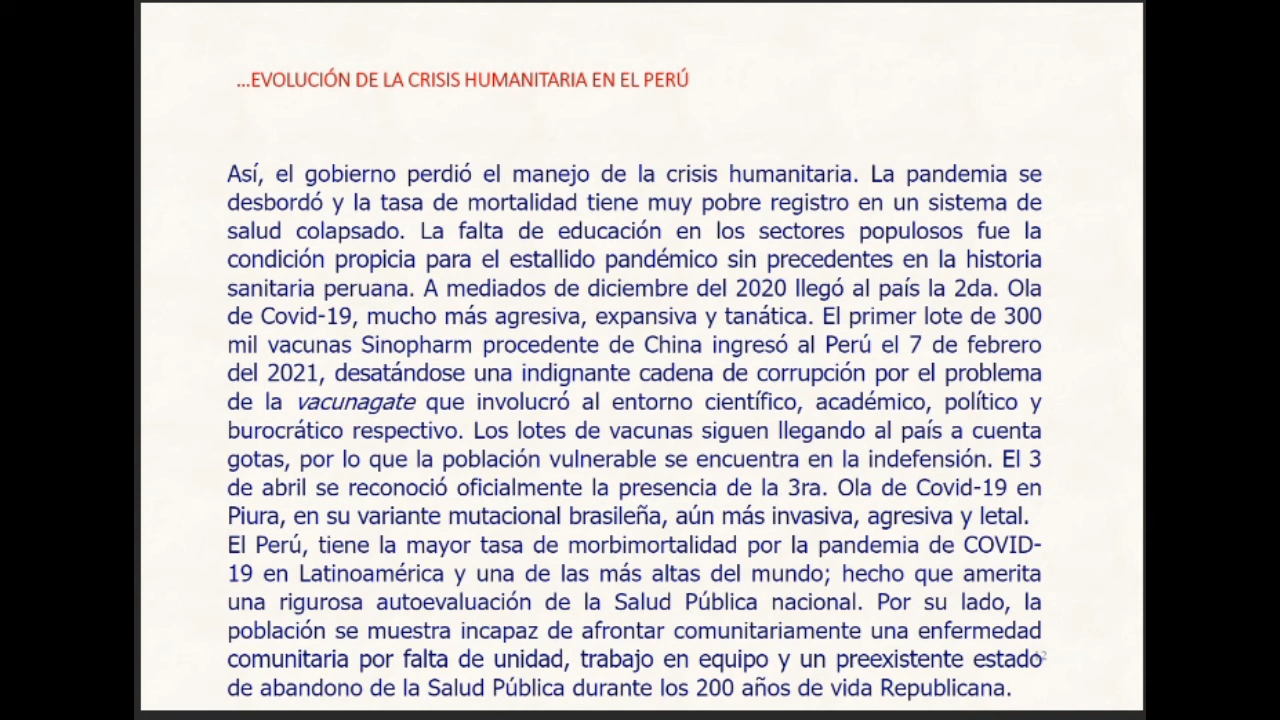 ...EVOLUCIÓN DE LA CRISIS HUMANITARIA EN EL PERÚ
Así, el gobierno perdió el manejo de la crisis humanitaria. La pandemia se
desbordó y la tasa de mortalidad tiene muy pobre registro en un sistema de
salud colapsado. La falta de educación en los sectores populosos fue la
condición propicia para el estallido pandémico sin precedentes en la historia
sanitaria peruana. A mediados de diciembre del 2020 llegó al país la 2da. Ola
de Covid-19, mucho más agresiva, expansiva y tanática. El primer lote de 300
mil vacunas Sinopharm procedente de China ingresó al Perú el 7 de febrero
del 2021, desatándose una indignante cadena de corrupción por el problema
de la vacunagate que involucró al entorno científico, académico, político y
burocrático respectivo. Los lotes de vacunas siguen llegando al país a cuenta
gotas, por lo que la población vulnerable se encuentra en la indefensión. El 3
de abril se reconoció oficialmente la presencia de la 3ra. Ola de Covid-19 en
Piura, en su variante mutacional brasileña, aún más invasiva, agresiva y letal.
El Perú, tiene la mayor tasa de morbimortalidad por la pandemia de COVID-
19 en Latinoamérica y una de las más altas del mundo; hecho que amerita
una rigurosa autoevaluación de la Salud Pública nacional. Por su lado, la
población se muestra incapaz de afrontar comunitariamente una enfermedad
comunitaria por falta de unidad, trabajo en equipo y un preexistente estado
de abandono de la Salud Pública durante los 200 años de vida Republicana.